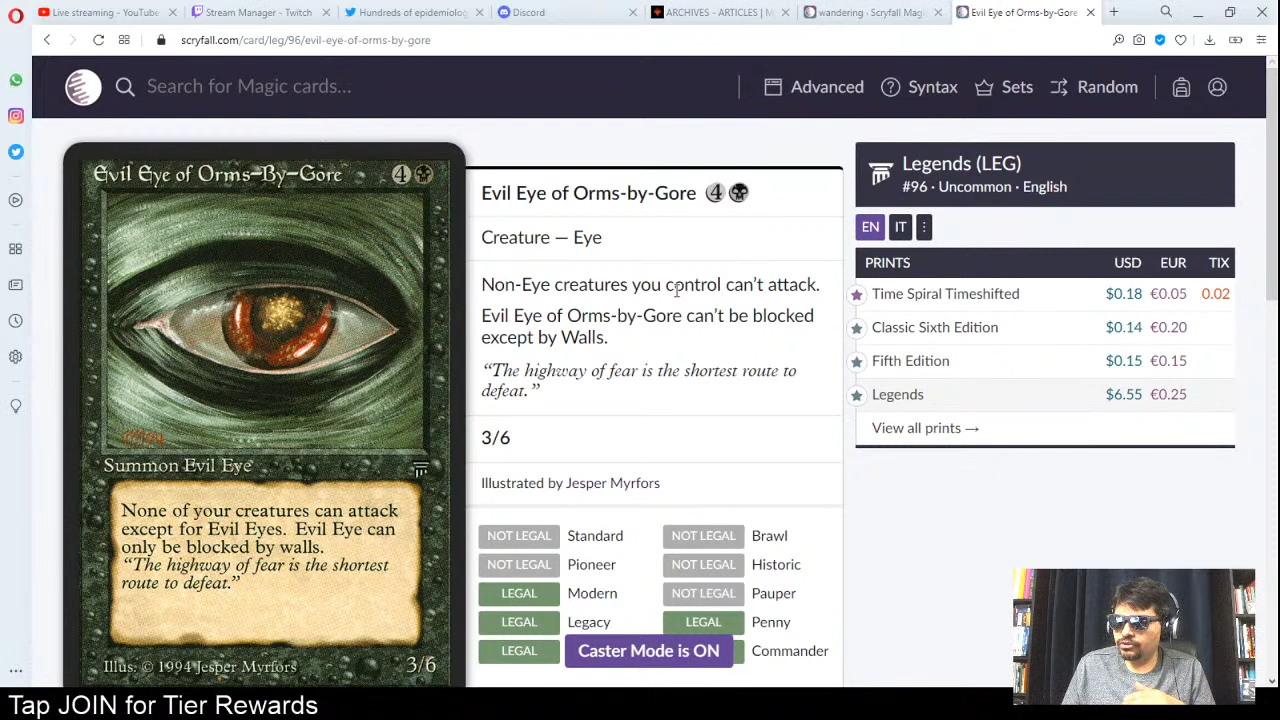 Live streaming - YouTube
Stream Manager - Twitch
Hundreds of epidemiolog
Discord
ARCHIVES - ARTICLES | M
wandering - Scryfall Magi
Evil Eye of Orms-by-Gore
scryfall.com/card/leg/96/evil-eye-of-orms-by-gore
Search for Magic cards...
Advanced
Syntax
Sets
Random
Evil Eye of Orms-By-Gore 4
Summon Evil Eye
None of your creatures can attack
except for Evil Eyes. Evil Eye can
only be blocked by walls.
"The highway of fear is the shortest
route to defeat."
Illus. © 1994 Jesper Myrfors
3/6
Evil Eye of Orms-by-Gore 4
Creature — Eye
Non-Eye creatures you control can't attack.
Evil Eye of Orms-by-Gore can't be blocked
except by Walls.
“The highway of fear is the shortest route to
defeat.”
3/6
Illustrated by Jesper Myrfors
NOT LEGAL Standard NOT LEGAL Brawl
NOT LEGAL Pioneer NOT LEGAL Historic
LEGAL Modern NOT LEGAL Pauper
LEGAL Legacy LEGAL Penny
LEGAL Commander
Caster Mode is ON
Legends (LEG)
#96 · Uncommon · English
EN IT
PRINTS USD EUR TIX
Time Spiral Timeshifted $0.18 €0.05 0.02
Classic Sixth Edition $0.14 €0.20
Fifth Edition $0.15 €0.15
Legends $6.55 €0.25
View all prints →
Tap JOIN for Tier Rewards